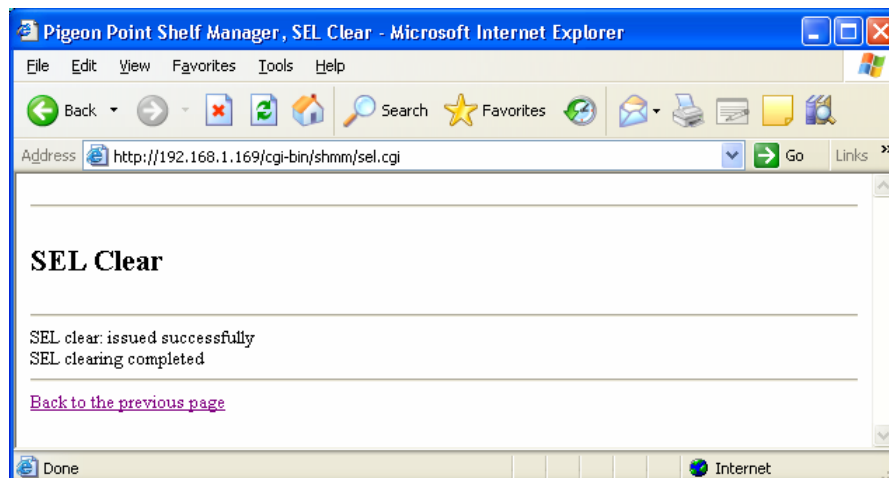 Pigeon Point Shelf Manager, SEL Clear - Microsoft Internet Explorer
File Edit View Favorites Tools Help
Back Search Favorites
Address http://192.168.1.169/cgi-bin/shmm/sel.cgi Go Links »
SEL Clear
SEL clear: issued successfully
SEL clearing completed
Back to the previous page
Done Internet